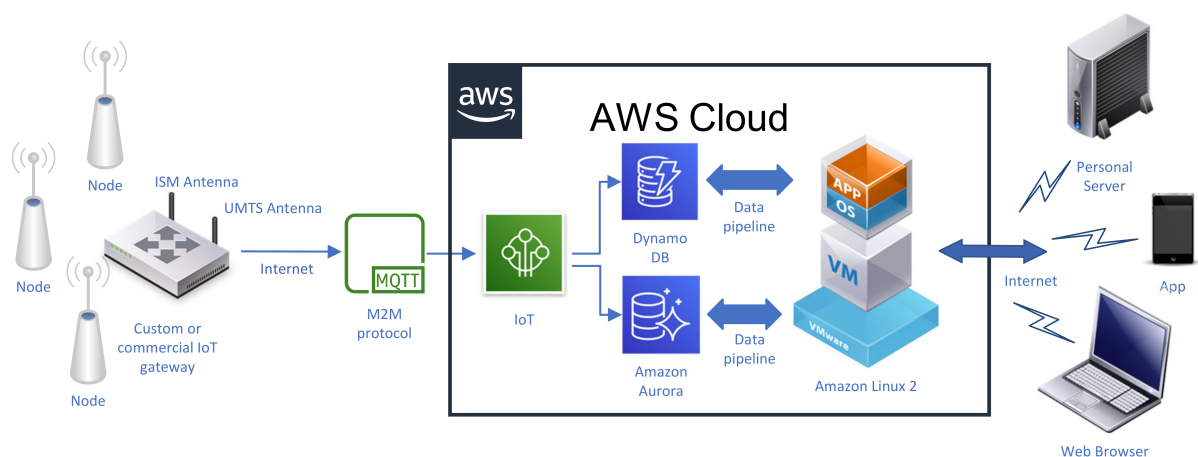 Node
ISM Antenna
UMTS Antenna
Node
Node
Custom or
commercial IoT
gateway
Internet
MQTT
M2M
protocol
aws
AWS Cloud
IoT
Dynamo
DB
Amazon
Aurora
Data
pipeline
Data
pipeline
APP
OS
VM
VMware
Amazon Linux 2
Internet
Personal
Server
App
Web Browser